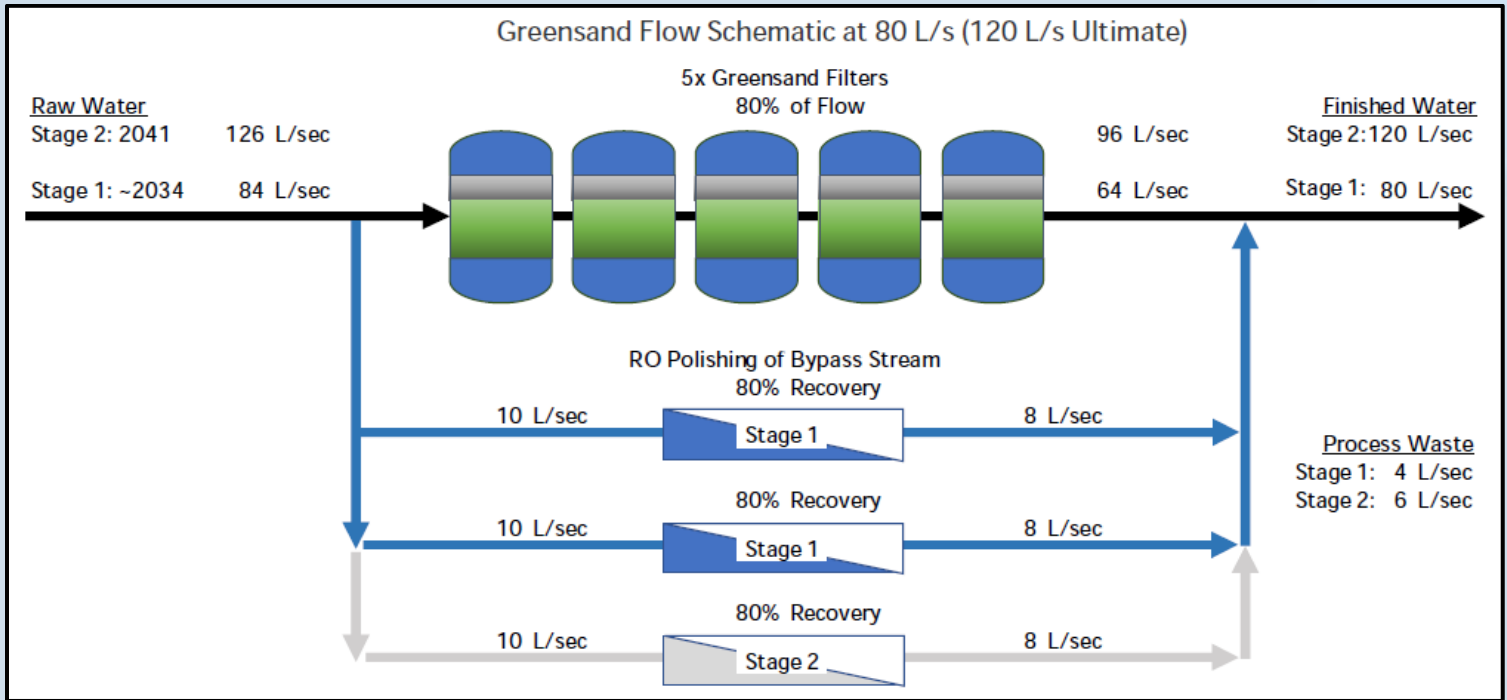 Greensand Flow Schematic at 80 L/s (120 L/s Ultimate)
5x Greensand Filters
80% of Flow
Raw Water
Stage 2: 2041 126 L/sec
Stage 1: ~2034 84 L/sec
96 L/sec
64 L/sec
Finished Water
Stage 2:120 L/sec
Stage 1: 80 L/sec
RO Polishing of Bypass Stream
80% Recovery
10 L/sec
Stage 1
8 L/sec
80% Recovery
10 L/sec
Stage 1
8 L/sec
80% Recovery
10 L/sec
Stage 2
8 L/sec
Process Waste
Stage 1: 4 L/sec
Stage 2: 6 L/sec